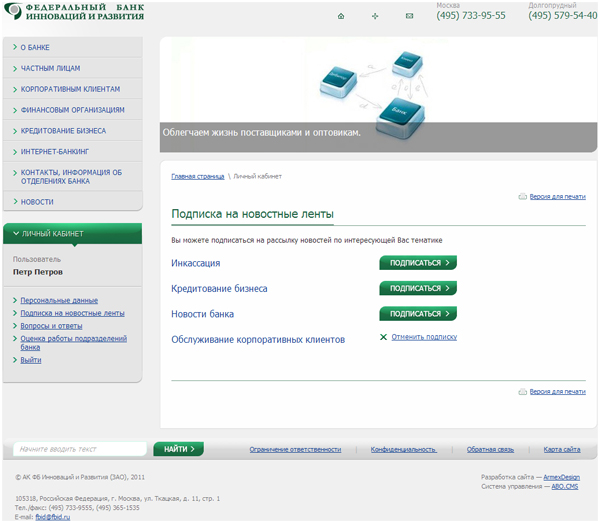 ФЕДЕРАЛЬНЫЙ БАНК
ИННОВАЦИЙ И РАЗВИТИЯ
Москва
(495) 733-95-55
Долгопрудный
(495) 579-54-40
О БАНКЕ
ЧАСТНЫМ ЛИЦАМ
КОРПОРАТИВНЫМ КЛИЕНТАМ
ФИНАНСОВЫМ ОРГАНИЗАЦИЯМ
КРЕДИТОВАНИЕ БИЗНЕСА
ИНТЕРНЕТ-БАНКИНГ
КОНТАКТЫ, ИНФОРМАЦИЯ ОБ
ОТДЕЛЕНИЯХ БАНКА
НОВОСТИ
Банк
Облегчаем жизнь поставщиками и оптовикам.
ЛИЧНЫЙ КАБИНЕТ
Пользователь
Петр Петров
Персональные данные
Подписка на новостные ленты
Вопросы и ответы
Оценка работы подразделений
банка
Выйти
Главная страница \ Личный кабинет
Версия для печати
Подписка на новостные ленты
Вы можете подписаться на рассылку новостей по интересующей Вас тематике
Инкассация ПОДПИСАТЬСЯ
Кредитование бизнеса ПОДПИСАТЬСЯ
Новости банка ПОДПИСАТЬСЯ
Обслуживание корпоративных клиентов Отменить подписку
Версия для печати
Начните вводить текст НАЙТИ
Ограничение ответственности | Конфиденциальность | Обратная связь | Карта сайта
© АК ФБ Инноваций и Развития (ЗАО), 2011
Разработка сайта — ArmexDesign
Система управления — ABO.CMS
105318, Российская Федерация, г. Москва, ул. Ткацкая, д. 11, стр. 1
Тел./факс: (495) 733-9555, (495) 365-1535
E-mail: fbid@fbid.ru